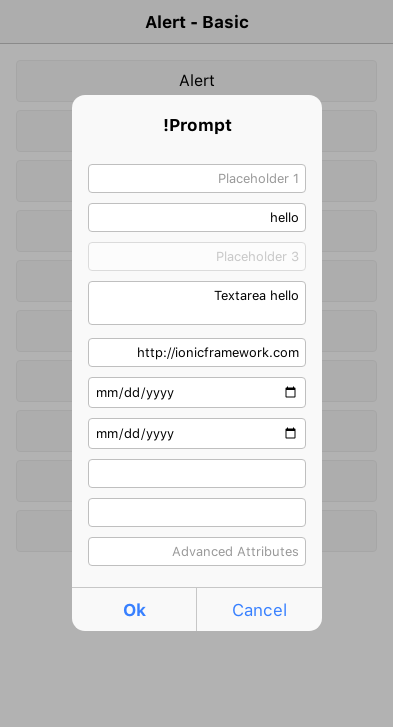 Alert - Basic
Alert
!Prompt
Placeholder 1
hello
Placeholder 3
Textarea hello
http://ionicframework.com
mm/dd/yyyy
mm/dd/yyyy
Advanced Attributes
Ok
Cancel